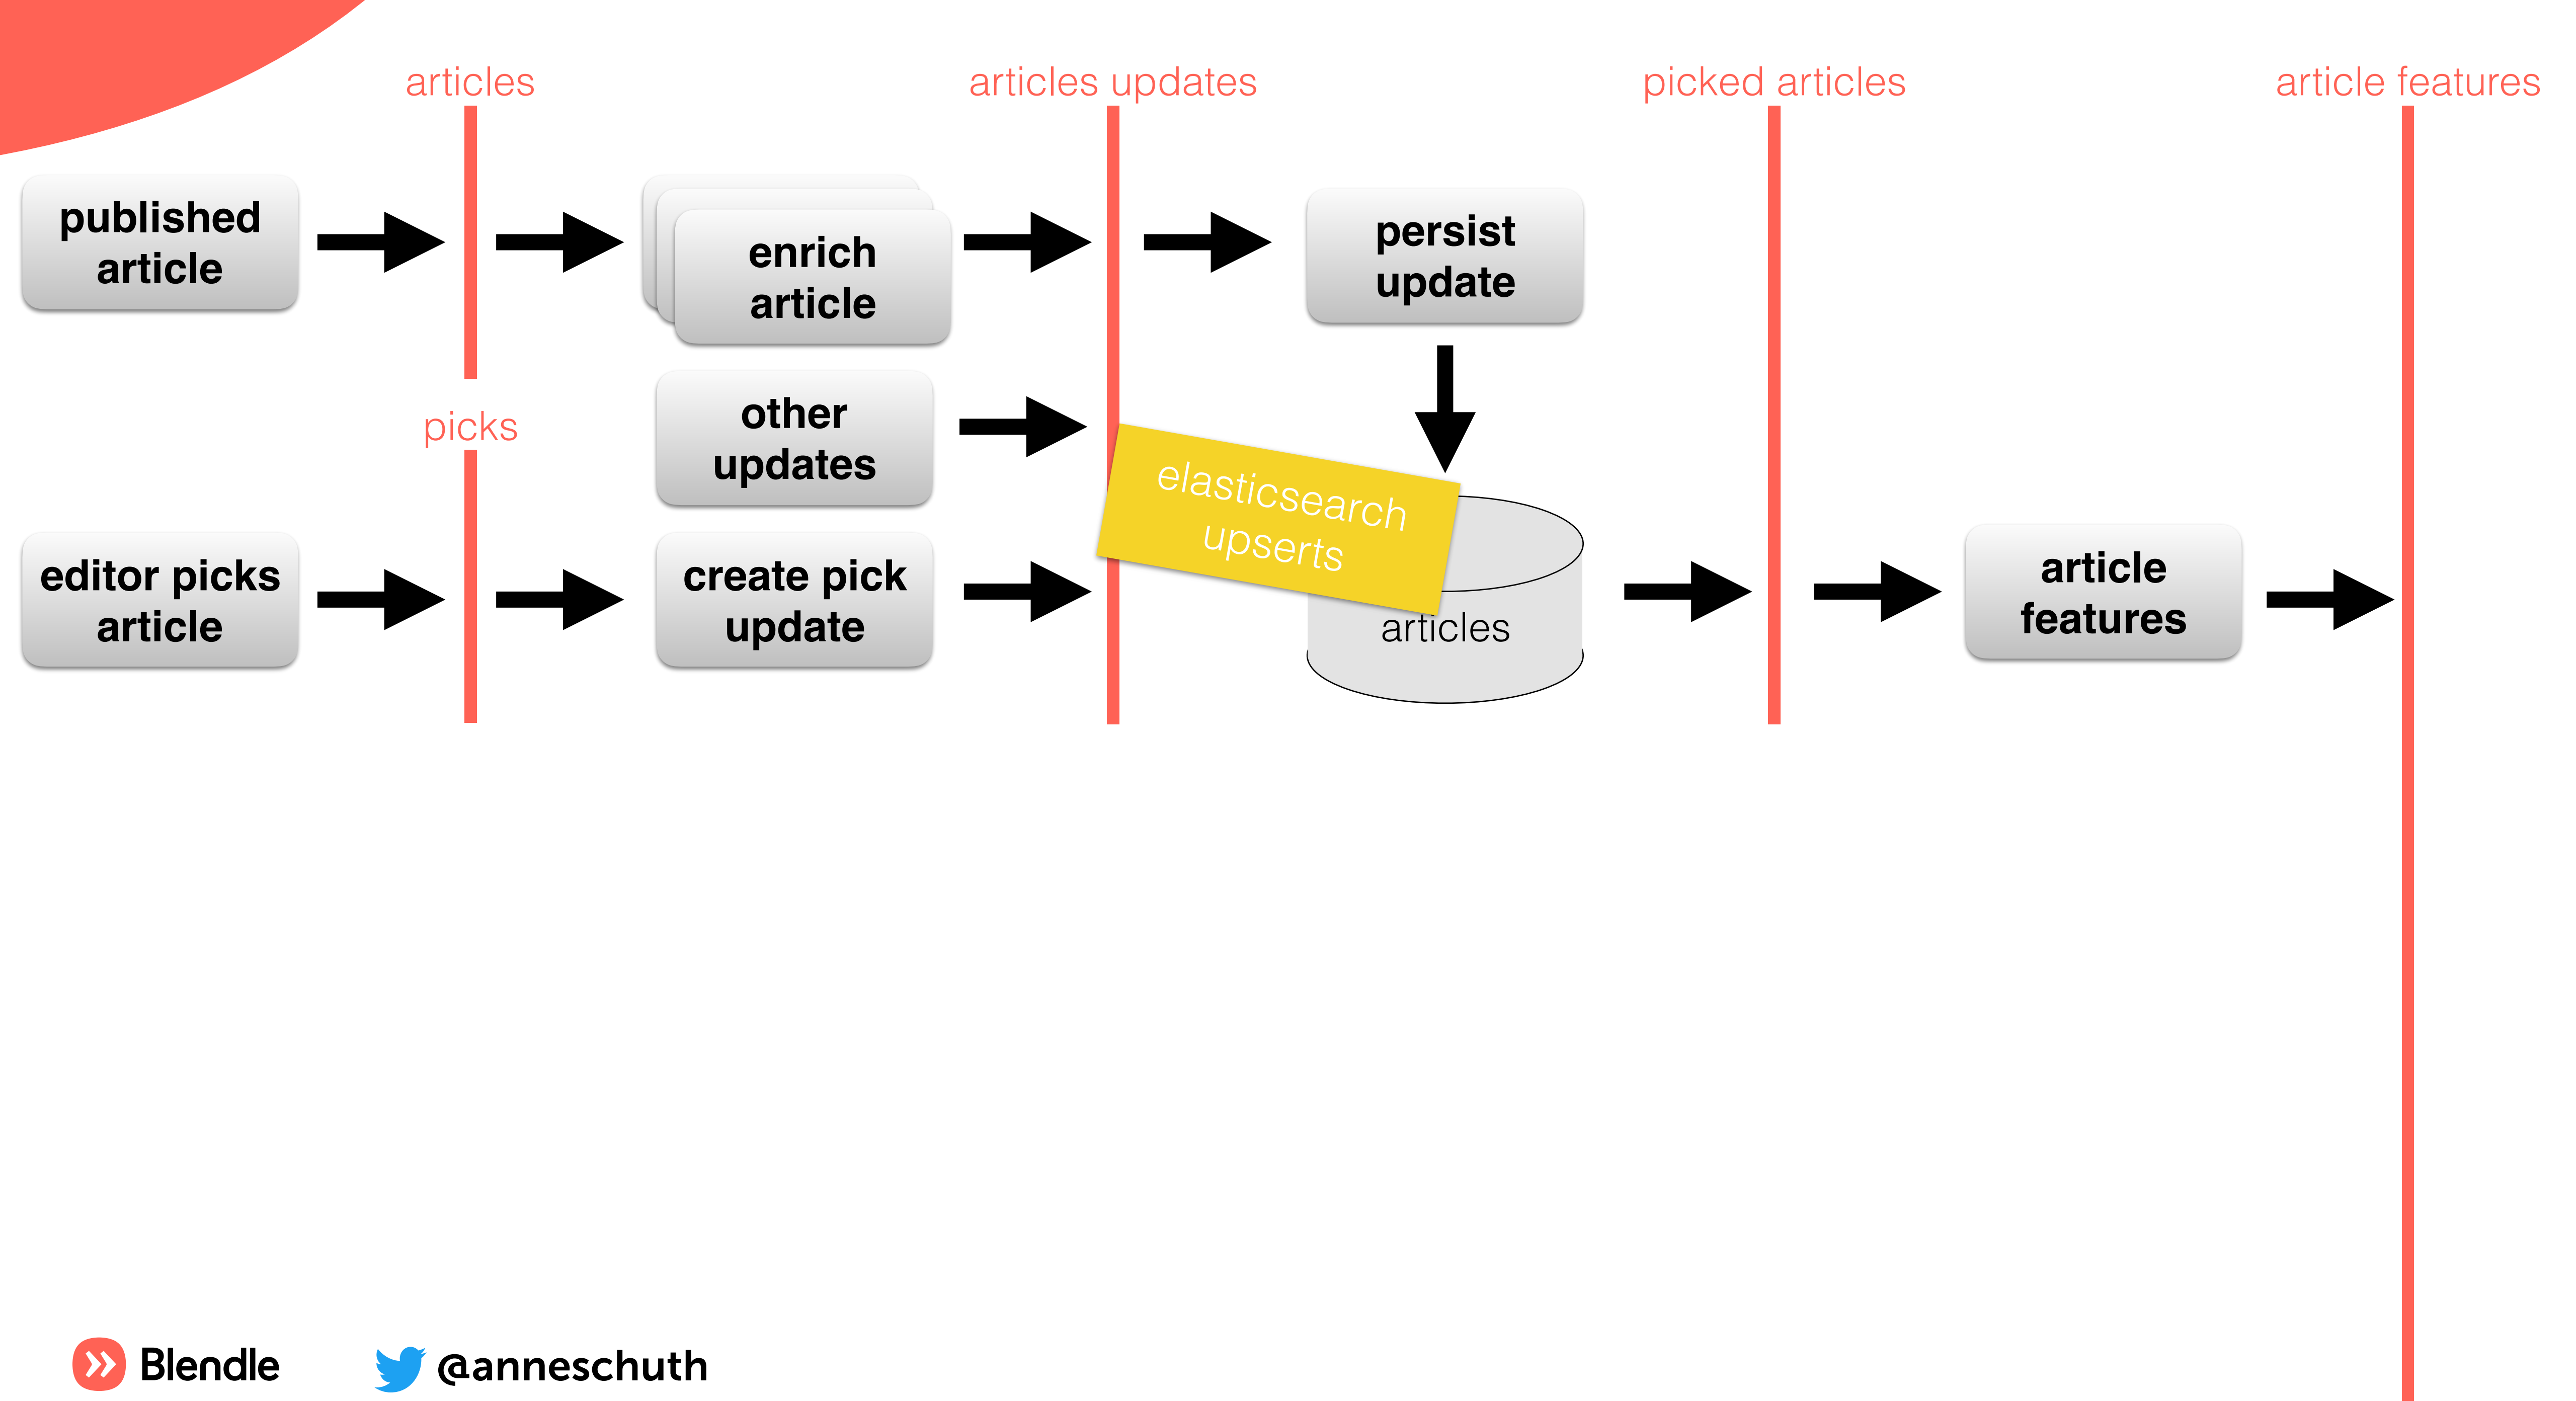 articles
articles updates
picked articles
article features
published
article
enrich
article
persist
update
picks
other
updates
elasticsearch
upserts
articles
editor picks
article
create pick
update
article
features
Blendle
@anneschuth